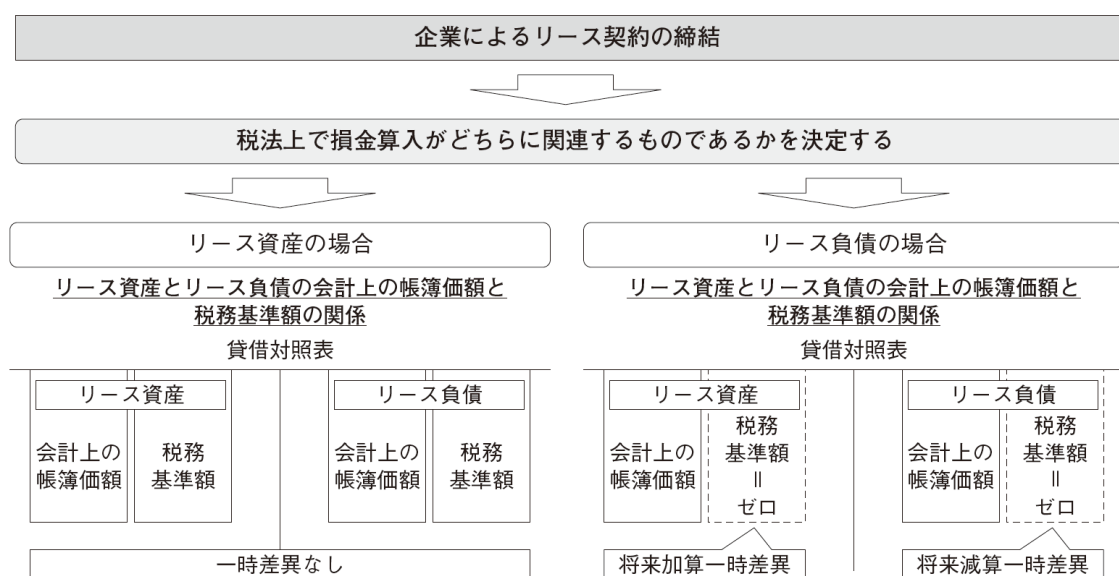 企業によるリース契約の締結
税法上で損金算入がどちらに関連するものであるかを決定する
リース資産の場合
リース資産とリース負債の会計上の帳簿価額と
税務基準額の関係
貸借対照表
リース資産
会計上の
帳簿価額
税務
基準額
リース負債
会計上の
帳簿価額
税務
基準額
一時差異なし
リース負債の場合
リース資産とリース負債の会計上の帳簿価額と
税務基準額の関係
貸借対照表
リース資産
会計上の
帳簿価額
税務
基準額
॥
ゼロ
リース負債
会計上の
帳簿価額
税務
基準額
॥
ゼロ
将来加算一時差異
将来減算一時差異